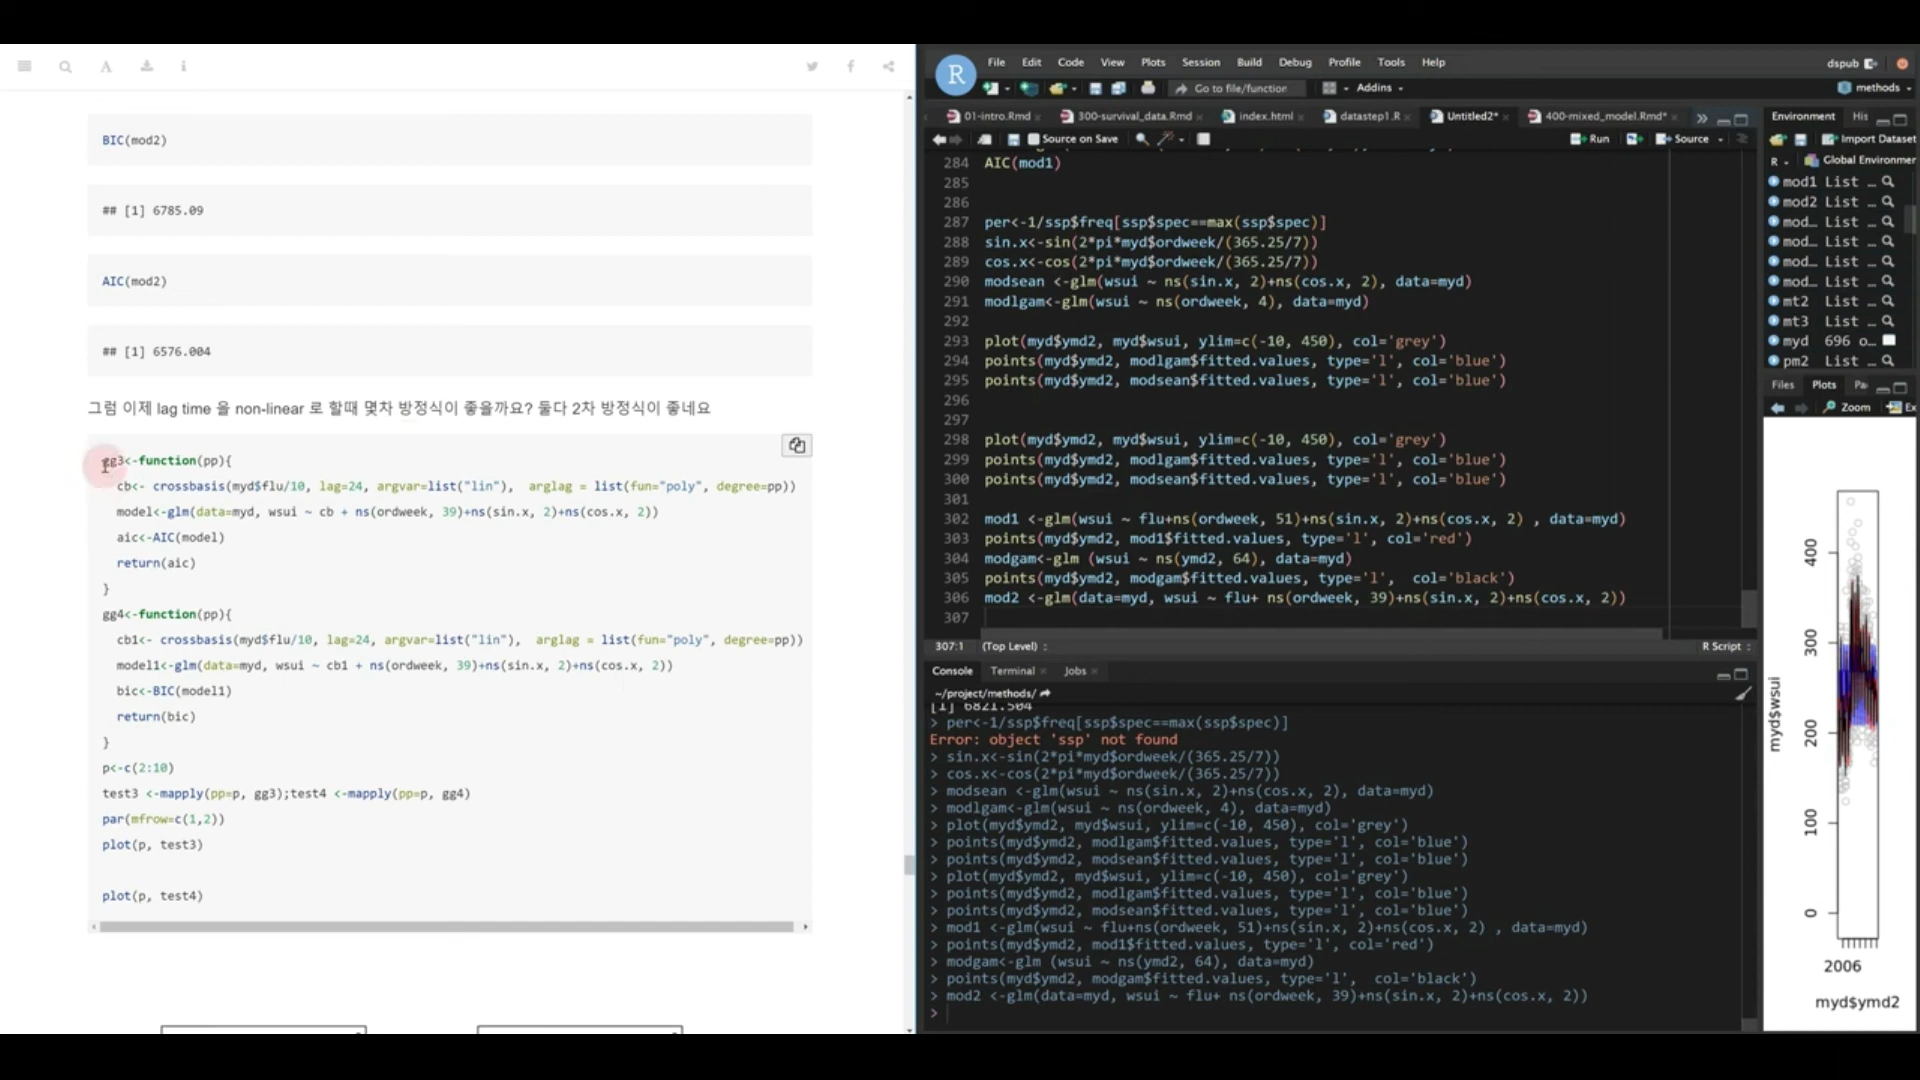 BIC(mod2)
## [1] 6785.09
AIC(mod2)
## [1] 6576.004
그럼 이제 lag time 을 non-linear 로 할때 몇차 방정식이 좋을까요? 둘다 2차 방정식이 좋네요
gg3<-function(pp){
cb<- crossbasis(myd$flu/10, lag=24, argvar=list("lin"),  arglag = list(fun="poly", degree=pp))
model<-glm(data=myd, wsui ~ cb + ns(ordweek, 39)+ns(sin.x, 2)+ns(cos.x, 2))
aic<-AIC(model)
return(aic)
}
gg4<-function(pp){
cb1<- crossbasis(myd$flu/10, lag=24, argvar=list("lin"),  arglag = list(fun="poly", degree=pp))
model1<-glm(data=myd, wsui ~ cb1 + ns(ordweek, 39)+ns(sin.x, 2)+ns(cos.x, 2))
bic<-BIC(model1)
return(bic)
}
p<-c(2:10)
test3 <-mapply(pp=p, gg3);test4 <-mapply(pp=p, gg4)
par(mfrow=c(1,2))
plot(p, test3)
plot(p, test4)
R File Edit Code View Plots Session Build Debug Profile Tools Help dspub
Go to file/function Addins methods
01-intro.Rmd 300-survival_data.Rmd index.html datastep1.R Untitled2* 400-mixed_model.Rmd*
Source on Save Run Source
284 AIC(mod1)
285
286
287 per<-1/ssp$freq[ssp$spec==max(ssp$spec)]
288 sin.x<-sin(2*pi*myd$ordweek/(365.25/7))
289 cos.x<-cos(2*pi*myd$ordweek/(365.25/7))
290 modsean <-glm(wsui ~ ns(sin.x, 2)+ns(cos.x, 2), data=myd)
291 modlgam<-glm(wsui ~ ns(ordweek, 4), data=myd)
292
293 plot(myd$ymd2, myd$wsui, ylim=c(-10, 450), col='grey')
294 points(myd$ymd2, modlgam$fitted.values, type='l', col='blue')
295 points(myd$ymd2, modsean$fitted.values, type='l', col='blue')
296
297
298 plot(myd$ymd2, myd$wsui, ylim=c(-10, 450), col='grey')
299 points(myd$ymd2, modlgam$fitted.values, type='l', col='blue')
300 points(myd$ymd2, modsean$fitted.values, type='l', col='blue')
301
302 mod1 <-glm(wsui ~ flu+ns(ordweek, 51)+ns(sin.x, 2)+ns(cos.x, 2) , data=myd)
303 points(myd$ymd2, mod1$fitted.values, type='l', col='red')
304 modgam<-glm (wsui ~ ns(ymd2, 64), data=myd)
305 points(myd$ymd2, modgam$fitted.values, type='l',  col='black')
306 mod2 <-glm(data=myd, wsui ~ flu+ ns(ordweek, 39)+ns(sin.x, 2)+ns(cos.x, 2))
307
307:1 (Top Level) R Script
Console Terminal Jobs
~/project/methods/
[1] 6821.504
> per<-1/ssp$freq[ssp$spec==max(ssp$spec)]
Error: object 'ssp' not found
> sin.x<-sin(2*pi*myd$ordweek/(365.25/7))
> cos.x<-cos(2*pi*myd$ordweek/(365.25/7))
> modsean <-glm(wsui ~ ns(sin.x, 2)+ns(cos.x, 2), data=myd)
> modlgam<-glm(wsui ~ ns(ordweek, 4), data=myd)
> plot(myd$ymd2, myd$wsui, ylim=c(-10, 450), col='grey')
> points(myd$ymd2, modlgam$fitted.values, type='l', col='blue')
> points(myd$ymd2, modsean$fitted.values, type='l', col='blue')
> plot(myd$ymd2, myd$wsui, ylim=c(-10, 450), col='grey')
> points(myd$ymd2, modlgam$fitted.values, type='l', col='blue')
> points(myd$ymd2, modsean$fitted.values, type='l', col='blue')
> mod1 <-glm(wsui ~ flu+ns(ordweek, 51)+ns(sin.x, 2)+ns(cos.x, 2) , data=myd)
> points(myd$ymd2, mod1$fitted.values, type='l', col='red')
> modgam<-glm (wsui ~ ns(ymd2, 64), data=myd)
> points(myd$ymd2, modgam$fitted.values, type='l',  col='black')
> mod2 <-glm(data=myd, wsui ~ flu+ ns(ordweek, 39)+ns(sin.x, 2)+ns(cos.x, 2))
>
Environment His
Import Dataset
R Global Environmen
mod1 List …
mod2 List …
mod… List …
mod… List …
mod… List …
mod… List …
mt2 List …
mt3 List …
myd 696 o…
pm2 List …
Files Plots Pa
Zoom Ex
myd$wsui
400
300
200
100
0
2006
myd$ymd2